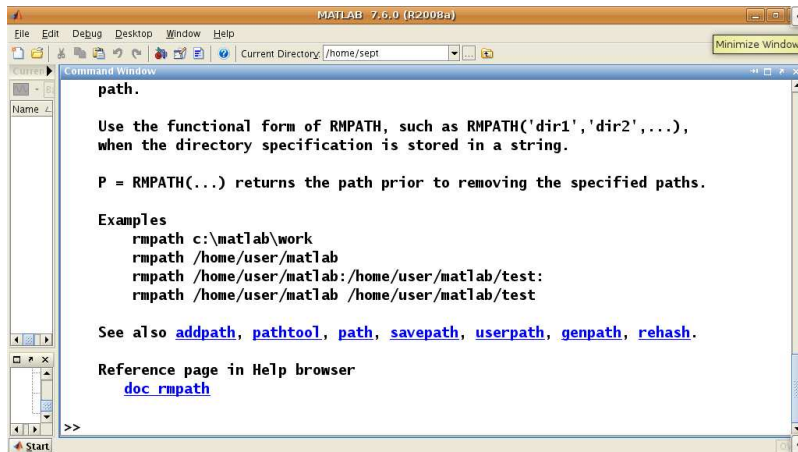 MATLAB 7.6.0 (R2008a)
File Edit Debug Desktop Window Help
Minimize Window
Current Directory: /home/sept
Command Window
Name
path.
Use the functional form of RMPATH, such as RMPATH('dir1','dir2',...),
when the directory specification is stored in a string.
P = RMPATH(...) returns the path prior to removing the specified paths.
Examples
rmpath c:\matlab\work
rmpath /home/user/matlab
rmpath /home/user/matlab:/home/user/matlab/test:
rmpath /home/user/matlab /home/user/matlab/test
See also addpath, pathtool, path, savepath, userpath, genpath, rehash.
Reference page in Help browser
doc rmpath
>>
Start